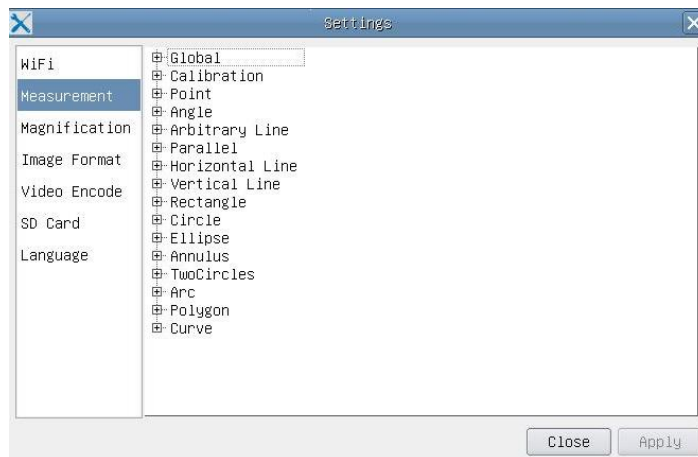 Settings
WiFi
Measurement
Magnification
Image Format
Video Encode
SD Card
Language
Global
Calibration
Point
Angle
Arbitrary Line
Parallel
Horizontal Line
Vertical Line
Rectangle
Circle
Ellipse
Annulus
TwoCircles
Arc
Polygon
Curve
Close
Apply